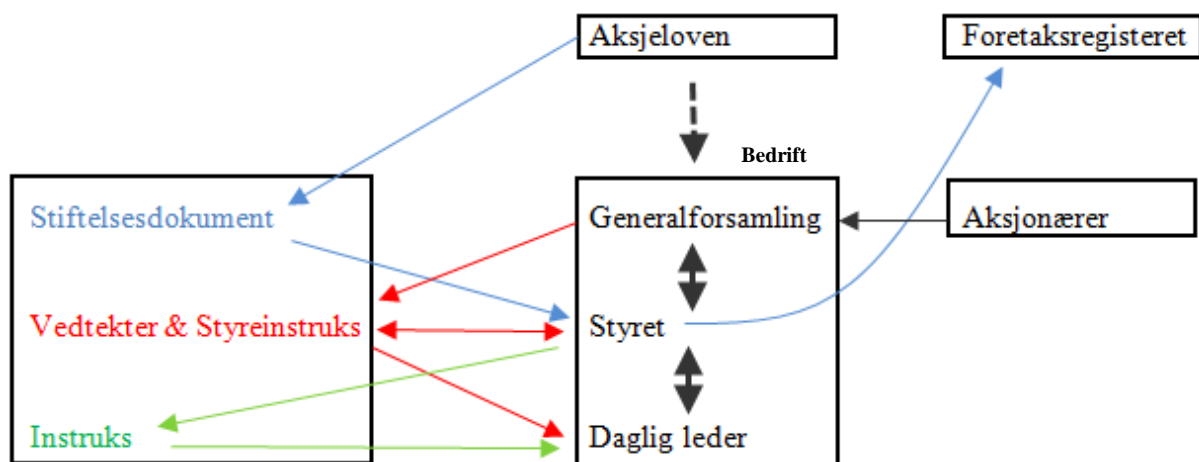 Aksjeloven
Foretaksregisteret
Bedrift
Stiftelsesdokument
Generalforsamling
Aksjonærer
Vedtekter & Styreinstruks
Styret
Instruks
Daglig leder